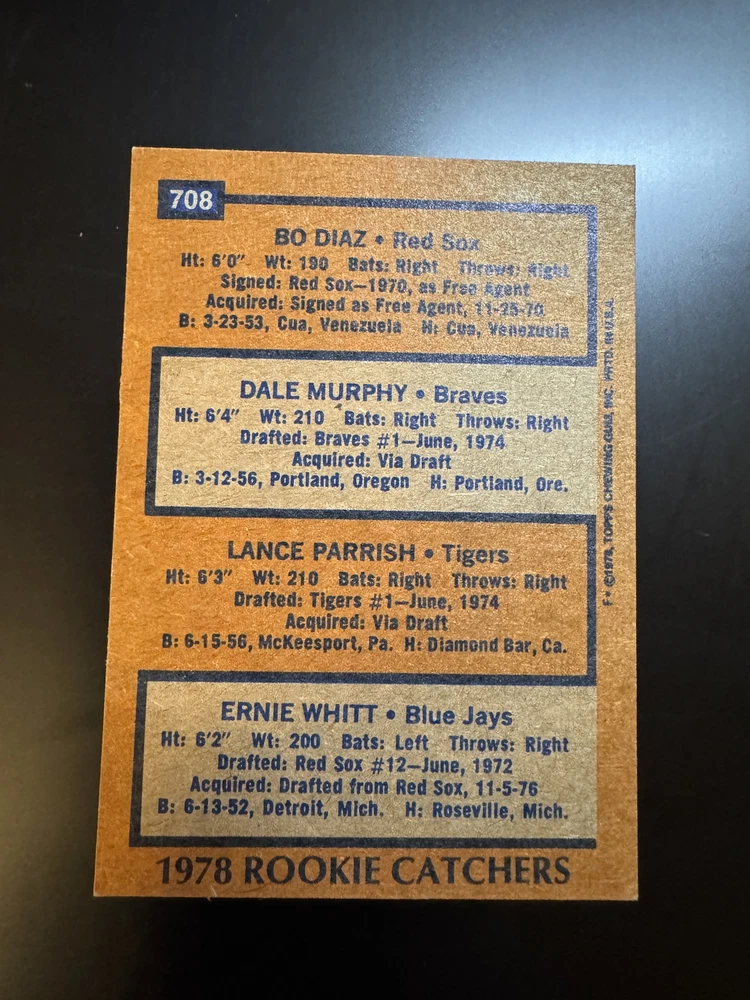 708
BO DIAZ • Red Sox
Ht: 6'0" Wt: 190 Bats: Right Throws: Right
Signed: Red Sox—1970, as Free Agent
Acquired: Signed as Free Agent, 11-25-70
B: 3-23-53, Cua, Venezuela H: Cua, Venezuela
DALE MURPHY • Braves
Ht: 6'4" Wt: 210 Bats: Right Throws: Right
Drafted: Braves #1—June, 1974
Acquired: Via Draft
B: 3-12-56, Portland, Oregon H: Portland, Ore.
LANCE PARRISH • Tigers
Ht: 6'3" Wt: 210 Bats: Right Throws: Right
Drafted: Tigers #1—June, 1974
Acquired: Via Draft
B: 6-15-56, McKeesport, Pa. H: Diamond Bar, Ca.
ERNIE WHITT • Blue Jays
Ht: 6'2" Wt: 200 Bats: Left Throws: Right
Drafted: Red Sox #12—June, 1972
Acquired: Drafted from Red Sox, 11-5-76
B: 6-13-52, Detroit, Mich. H: Roseville, Mich.
1978 ROOKIE CATCHERS
F• ©1978, TOPPS CHEWING GUM, INC. PRTD. IN U.S.A.